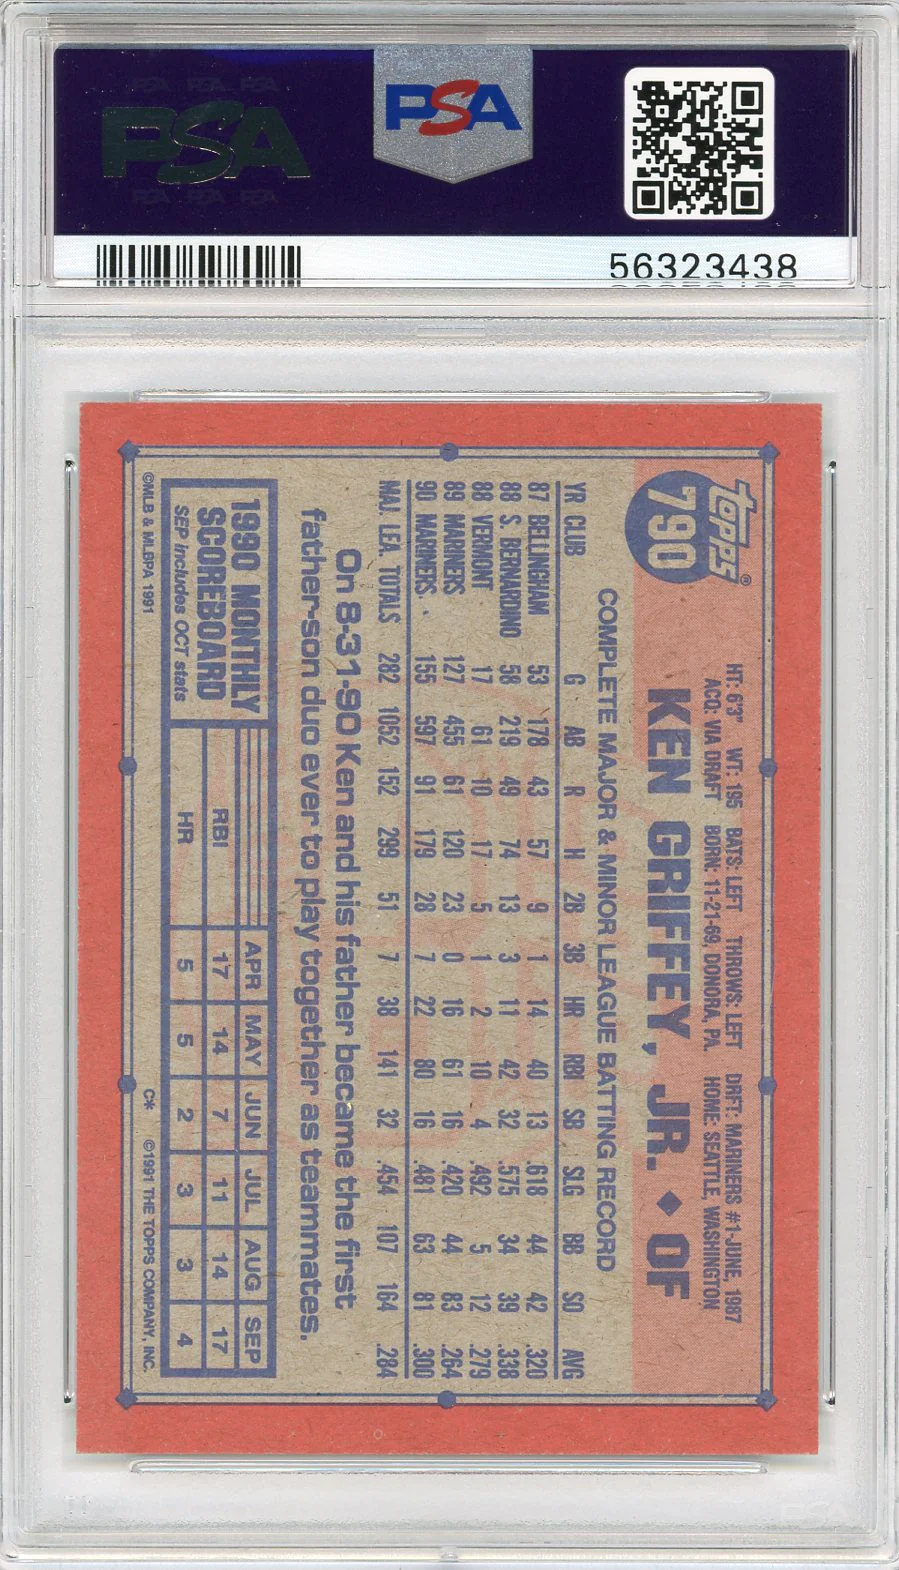 PSA PSA PSA
PSA
PSA PSA PSA
PSA
56323438
topps®
790
HT: 6'3" WT: 195 BATS: LEFT THROWS: LEFT DRFT: MARINERS #1-JUNE, 1987
ACQ: VIA DRAFT BORN: 11-21-69, DONORA, PA. HOME: SEATTLE, WASHINGTON
KEN GRIFFEY, JR. ◆ OF
COMPLETE MAJOR & MINOR LEAGUE BATTING RECORD
YR CLUB G AB R H 2B 3B HR RBI SB SLG BB SO AVG
87 BELLINGHAM 53 178 43 57 9 1 14 40 13 .618 44 42 .320
88 S. BERNARDINO 58 219 49 74 13 3 11 42 32 .575 34 39 .338
88 VERMONT 17 61 10 17 5 1 2 10 4 .492 5 12 .279
89 MARINERS 127 455 61 120 23 0 16 61 16 .420 44 83 .264
90 MARINERS 155 597 91 179 28 7 22 80 16 .481 63 81 .300
MAJ. LEA. TOTALS 282 1052 152 299 51 7 38 141 32 .454 107 164 .284
On 8-31-90 Ken and his father became the first
father-son duo ever to play together as teammates.
1990 MONTHLY
SCOREBOARD
SEP includes OCT stats
APR MAY JUN JUL AUG SEP
RBI 17 14 7 11 14 17
HR 5 5 2 3 3 4
©MLB & MLBPA 1991 C* ©1991 THE TOPPS COMPANY, INC.
PSA